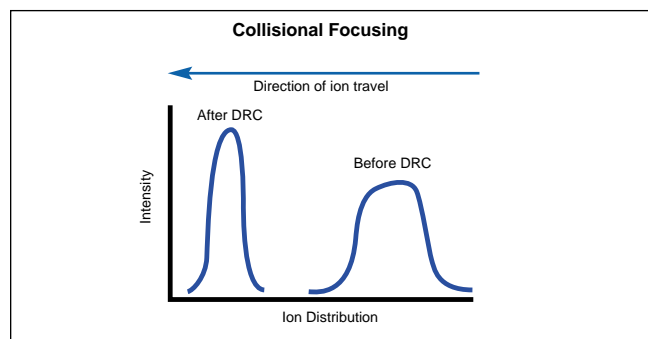 Collisional Focusing
Direction of ion travel
After DRC
Before DRC
Intensity
Ion Distribution